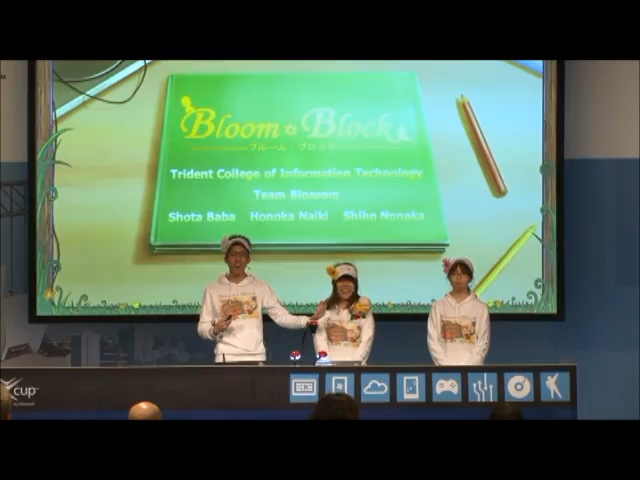 Bloom Block
ブルーム・ブロック
Trident College of Information Technology
Team Blossom
Shota Baba Honoka Naiki Shiho Nonaka
cup